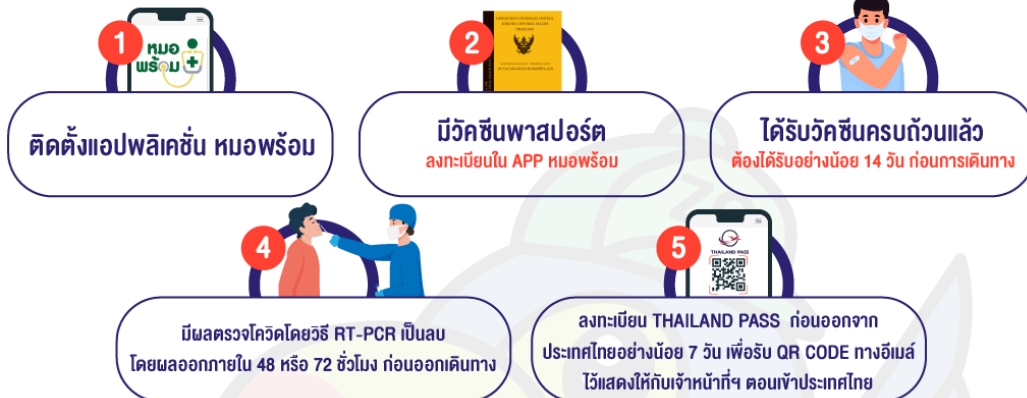 1
หมอ
พร้อม
ติดตั้งแอปพลิเคชั่น หมอพร้อม
2
มีวัคซีนพาสปอร์ต
ลงทะเบียนใน APP หมอพร้อม
3
ได้รับวัคซีนครบถ้วนแล้ว
ต้องได้รับอย่างน้อย 14 วัน ก่อนการเดินทาง
4
มีผลตรวจโควิดโดยวิธี RT-PCR เป็นลบ
โดยผลออกภายใน 48 หรือ 72 ชั่วโมง ก่อนออกเดินทาง
5
THAILAND PASS
ลงทะเบียน THAILAND PASS ก่อนออกจาก
ประเทศไทยอย่างน้อย 7 วัน เพื่อรับ QR CODE ทางอีเมล์
ไว้แสดงให้กับเจ้าหน้าที่ฯ ตอนเข้าประเทศไทย